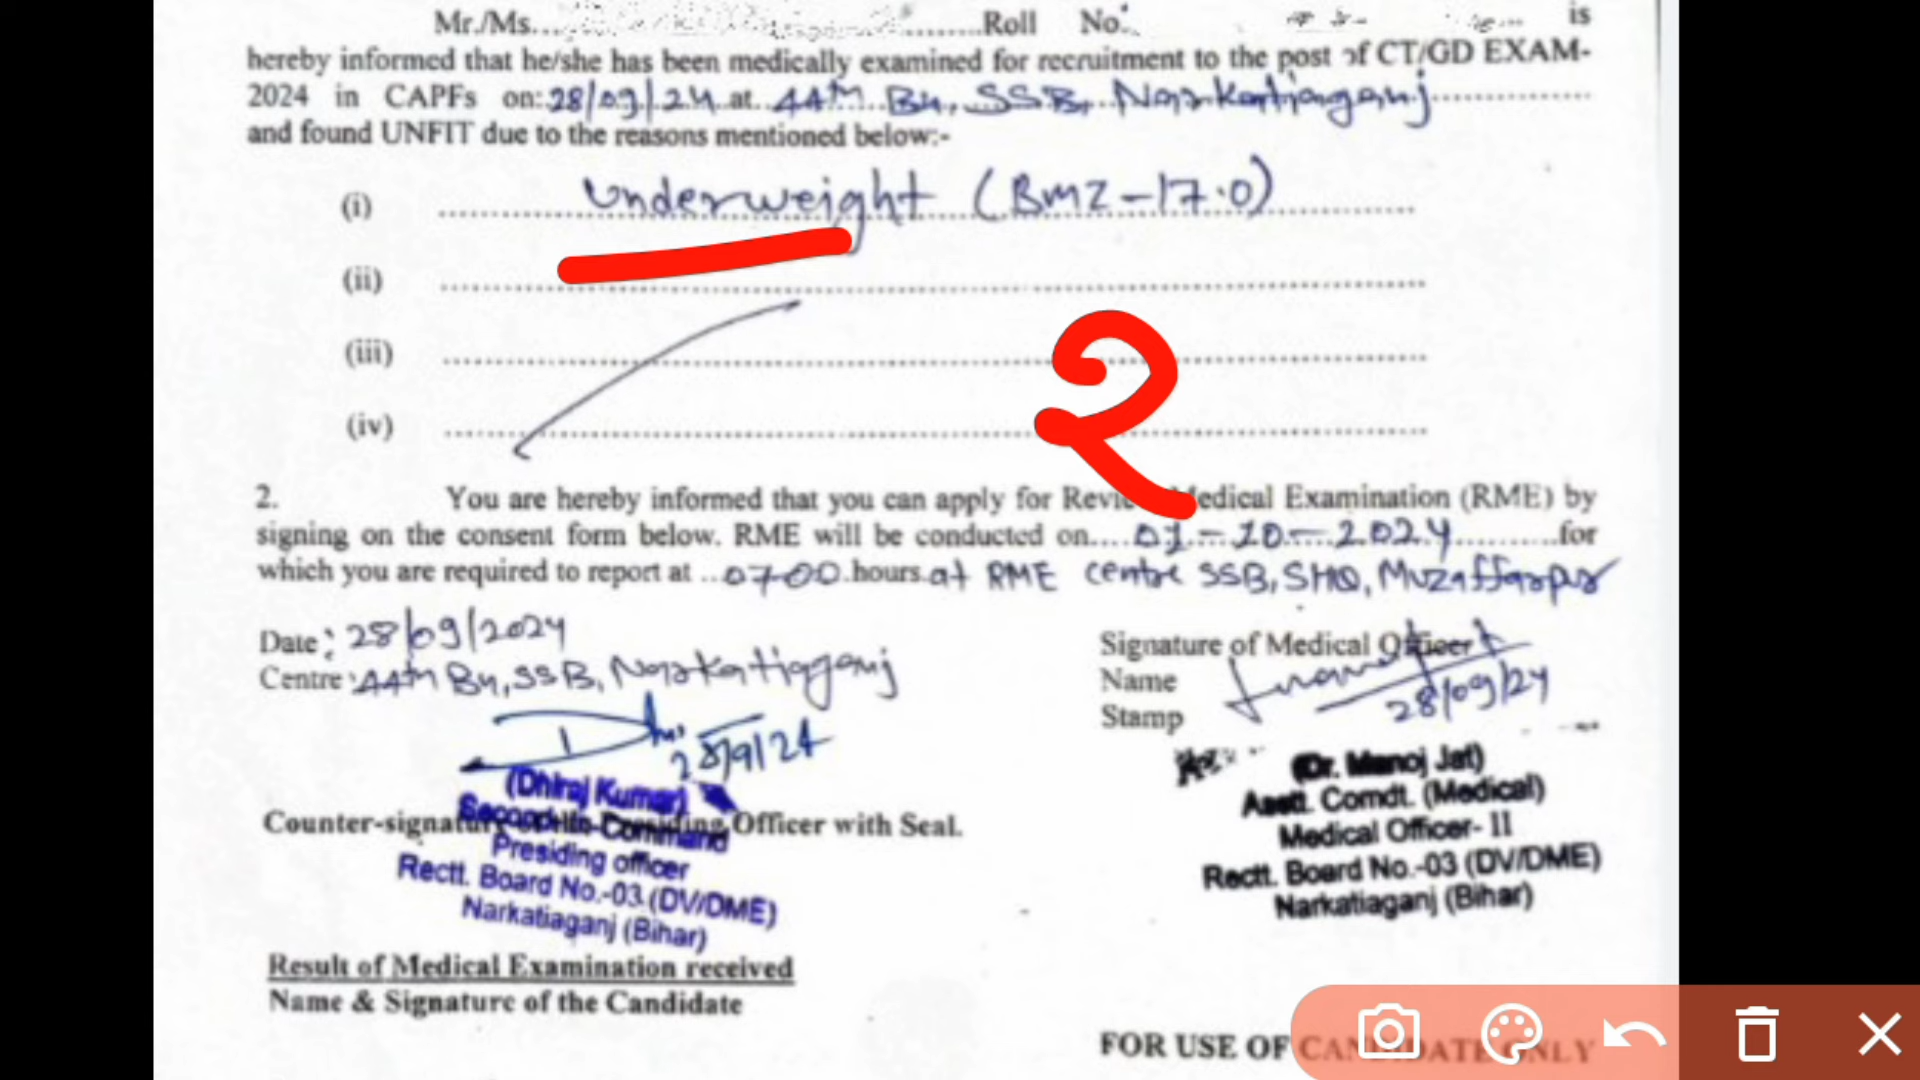 Mr./Ms. Roll No. is
hereby informed that he/she has been medically examined for recruitment to the post of CT/GD EXAM-
2024 in CAPFs on: 28/09/24 at 44th Bn, SSB, Narkatiaganj
and found UNFIT due to the reasons mentioned below:-
(i) Underweight (BMI-17.0)
(ii)
(iii)
(iv)
२
2. You are hereby informed that you can apply for Review Medical Examination (RME) by
signing on the consent form below. RME will be conducted on 01-10-2024 for
which you are required to report at 0700 hours at RME centre SSB, SHQ, Muzaffarpur
Date: 28/09/2024
Centre: 44th Bn, SSB, Narkatiaganj
28/9/24
(Dhiraj Kumar)
Second-In-Command
Counter-signature Presiding Officer with Seal.
Presiding officer
Rectt. Board No.-03 (DV/DME)
Narkatiaganj (Bihar)
Signature of Medical Officer
Name
28/09/24
Stamp
(Dr. Manoj Jat)
Asstt. Comdt. (Medical)
Medical Officer- II
Rectt. Board No.-03 (DV/DME)
Narkatiaganj (Bihar)
Result of Medical Examination received
Name & Signature of the Candidate
FOR USE OF CANDIDATE ONLY